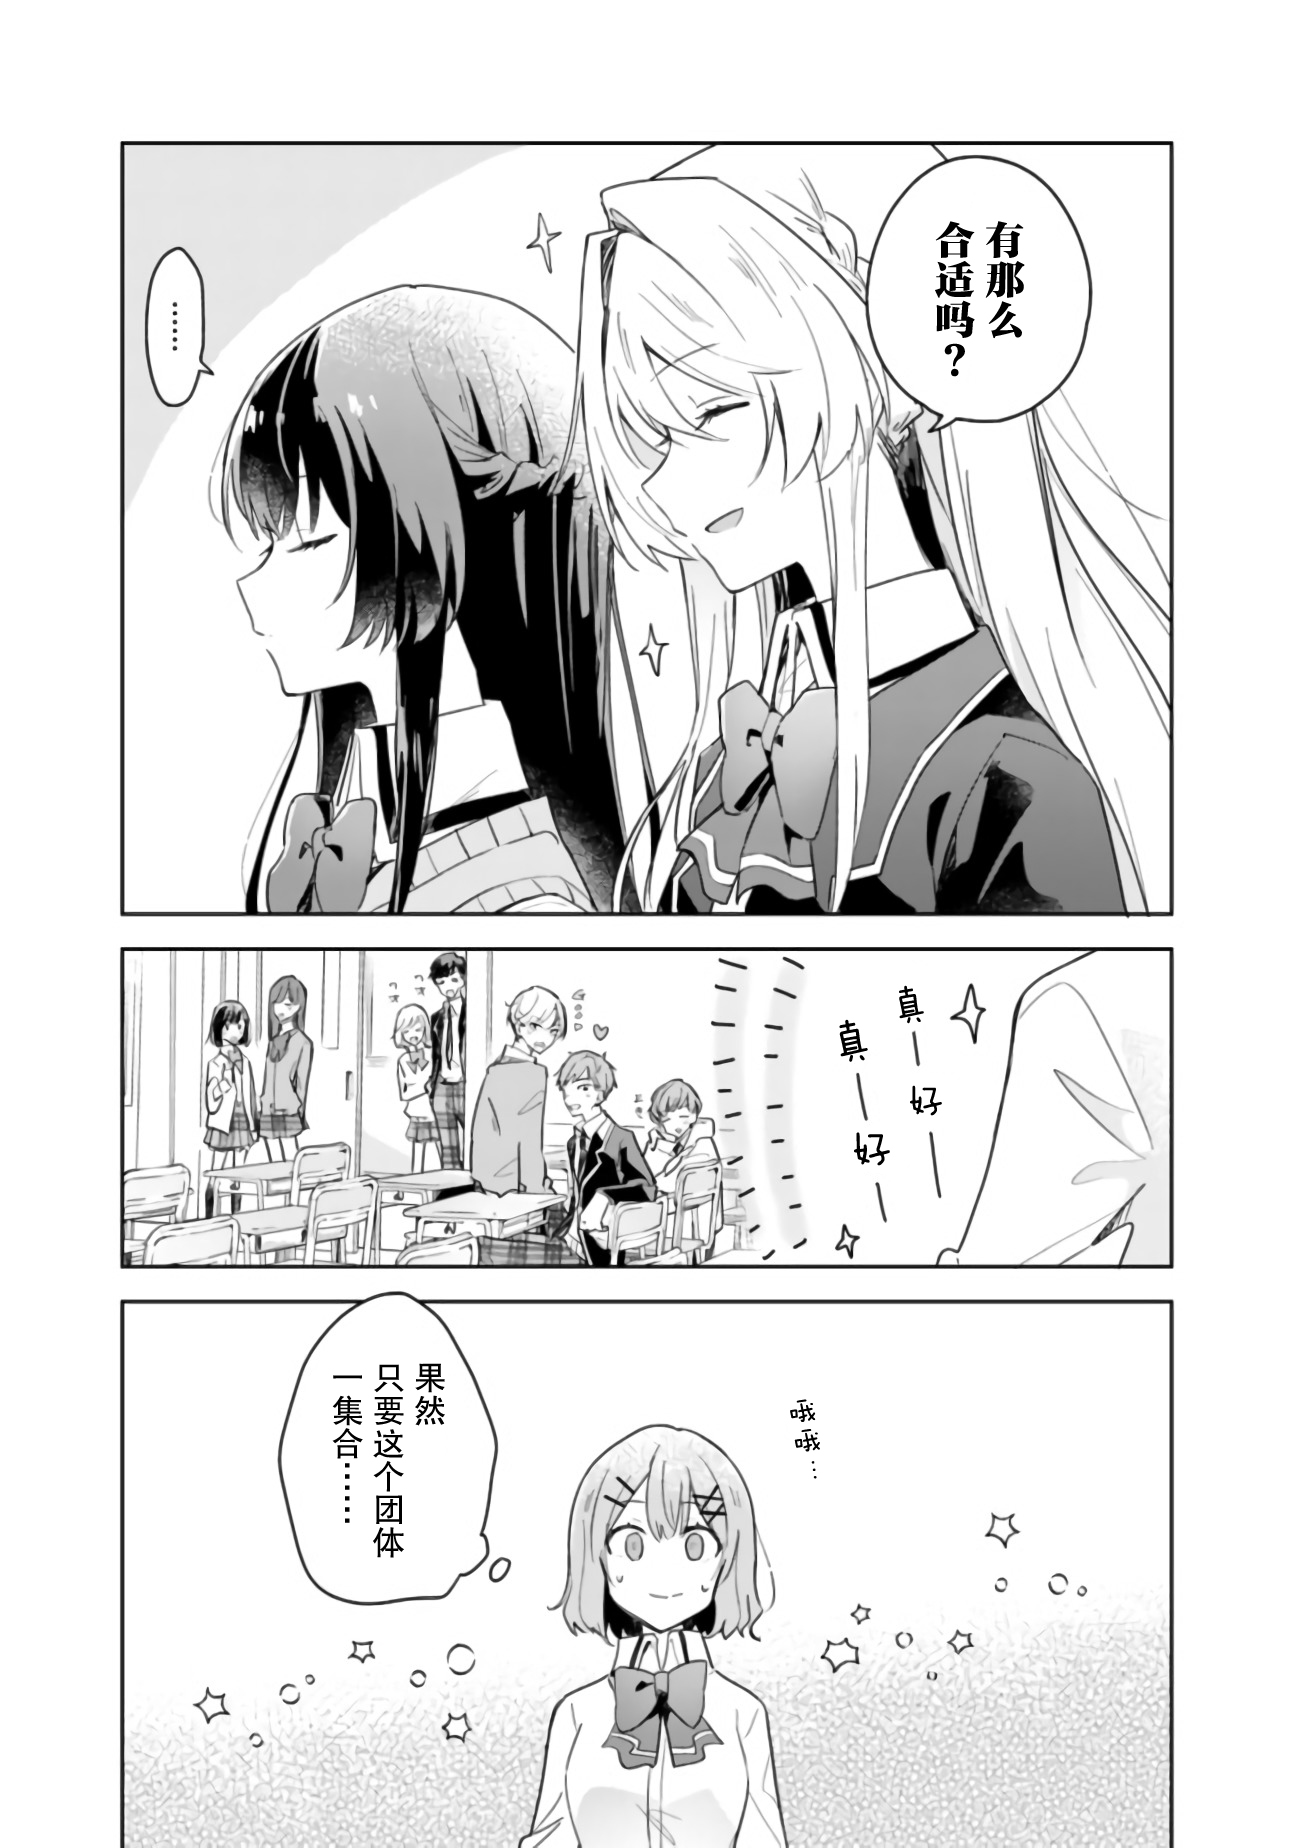 有那么
合适吗？
……
真——好——
真——好——
果然
只要这个团体
一集合……
哦哦…